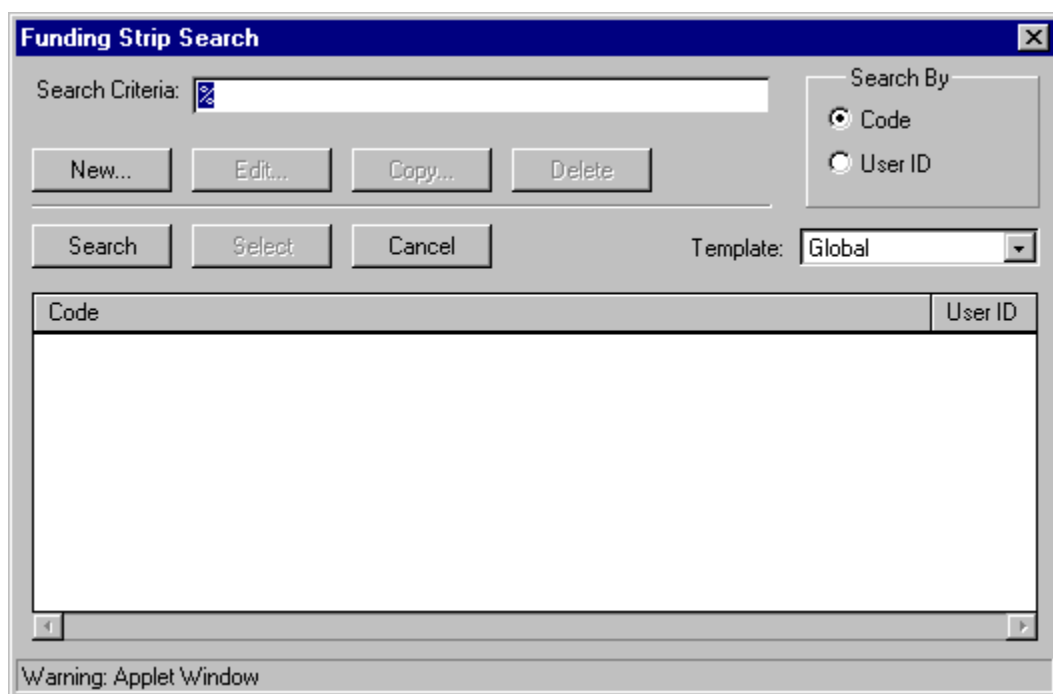 Funding Strip Search
Search Criteria: %
Search By
Code
User ID
New... Edit... Copy... Delete
Search Select Cancel
Template: Global
Code User ID
Warning: Applet Window